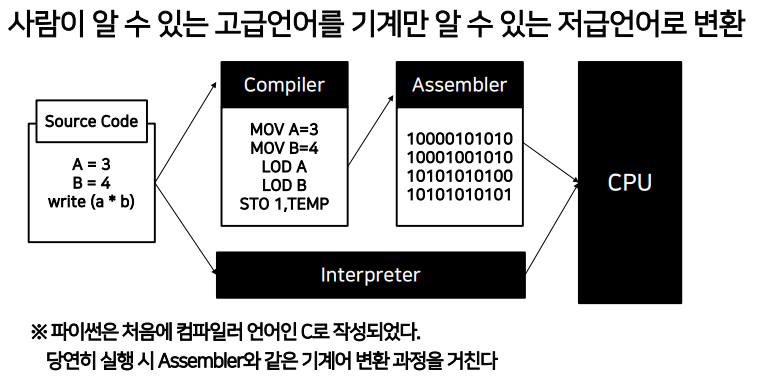 사람이 알 수 있는 고급언어를 기계만 알 수 있는 저급언어로 변환
Source Code
A = 3
B = 4
write (a * b)
Compiler
MOV A=3
MOV B=4
LOD A
LOD B
STO 1,TEMP
Assembler
10000101010
10001001010
10101010100
10101010101
Interpreter
CPU
※ 파이썬은 처음에 컴파일러 언어인 C로 작성되었다.
당연히 실행 시 Assembler와 같은 기계어 변환 과정을 거친다